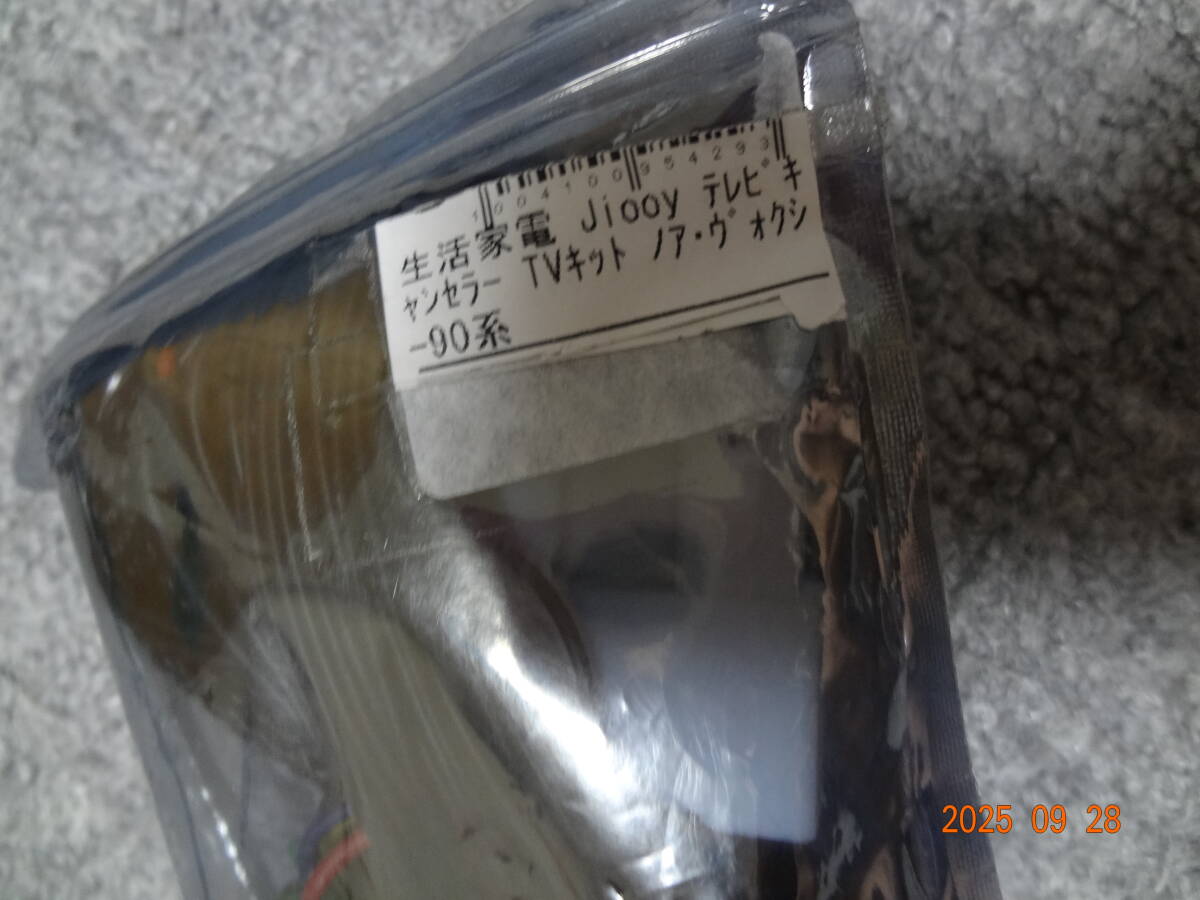 1004100954293
生活家電 Jiooy テレビキ
ャンセラー TVキット ノア・ヴォクシ
-90系
2025 09 28